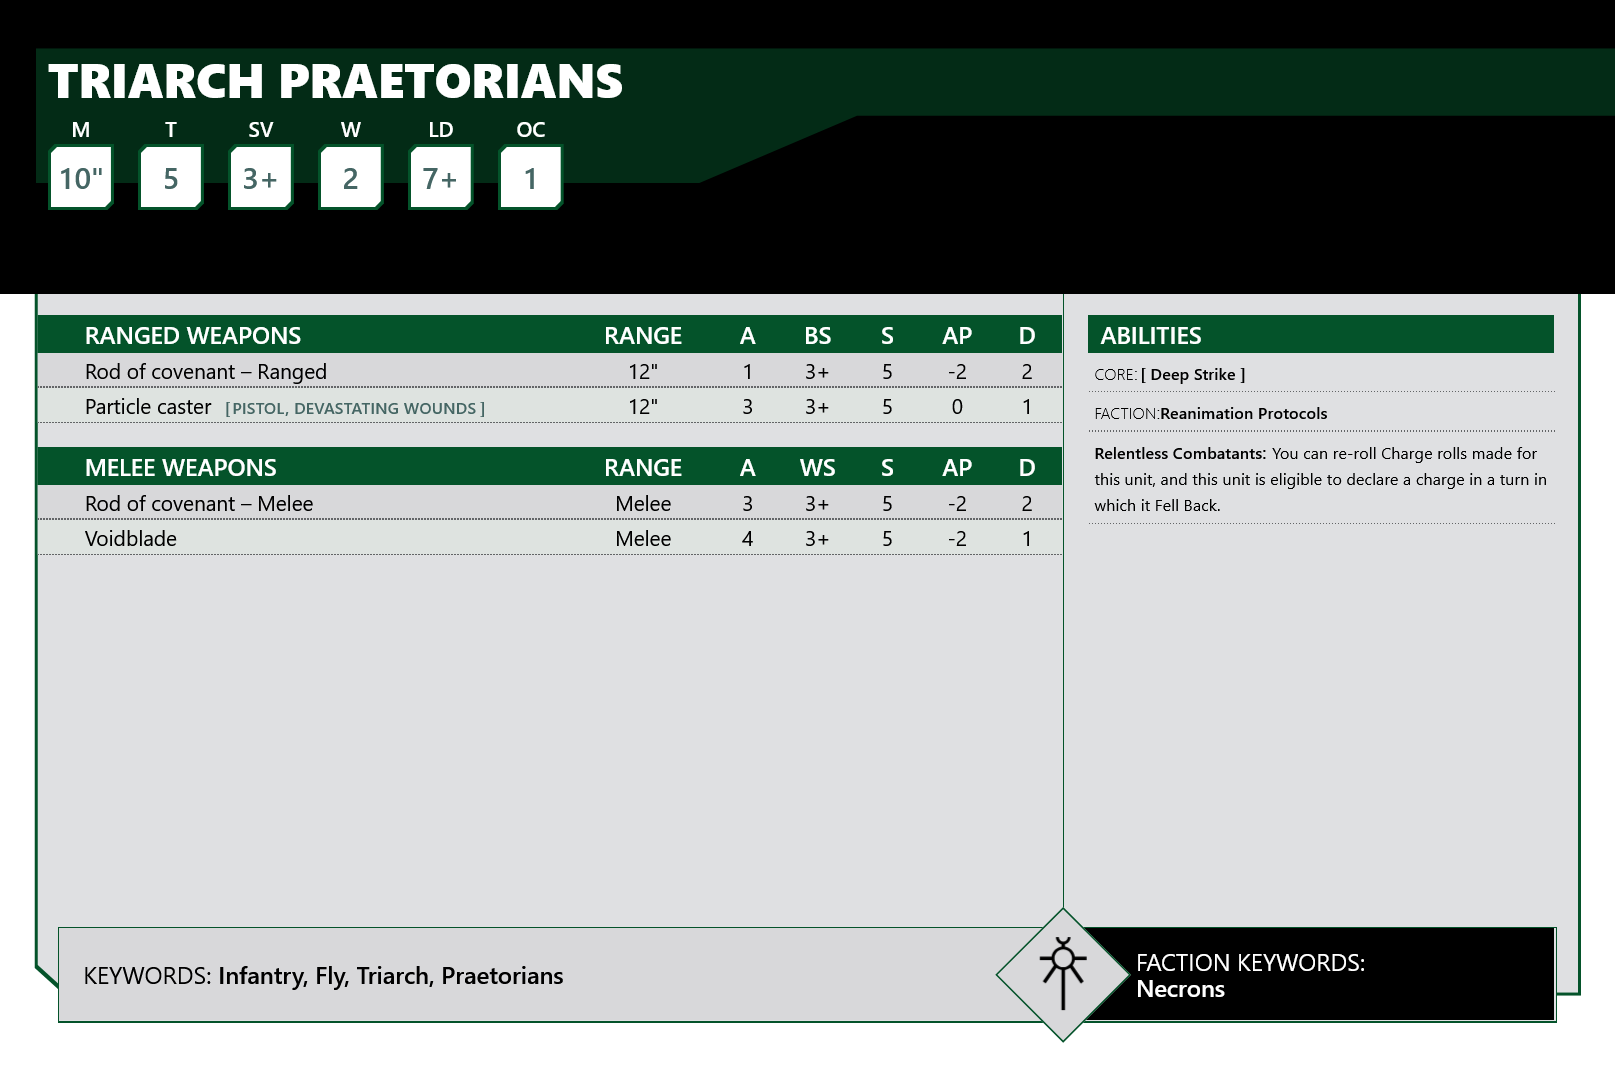 TRIARCH PRAETORIANS
M T SV W LD OC
10" 5 3+ 2 7+ 1
RANGED WEAPONS RANGE A BS S AP D
Rod of covenant – Ranged 12" 1 3+ 5 -2 2
Particle caster [PISTOL, DEVASTATING WOUNDS ] 12" 3 3+ 5 0 1
MELEE WEAPONS RANGE A WS S AP D
Rod of covenant – Melee Melee 3 3+ 5 -2 2
Voidblade Melee 4 3+ 5 -2 1
ABILITIES
CORE: [ Deep Strike ]
FACTION:Reanimation Protocols
Relentless Combatants: You can re-roll Charge rolls made for
this unit, and this unit is eligible to declare a charge in a turn in
which it Fell Back.
KEYWORDS: Infantry, Fly, Triarch, Praetorians
FACTION KEYWORDS:
Necrons